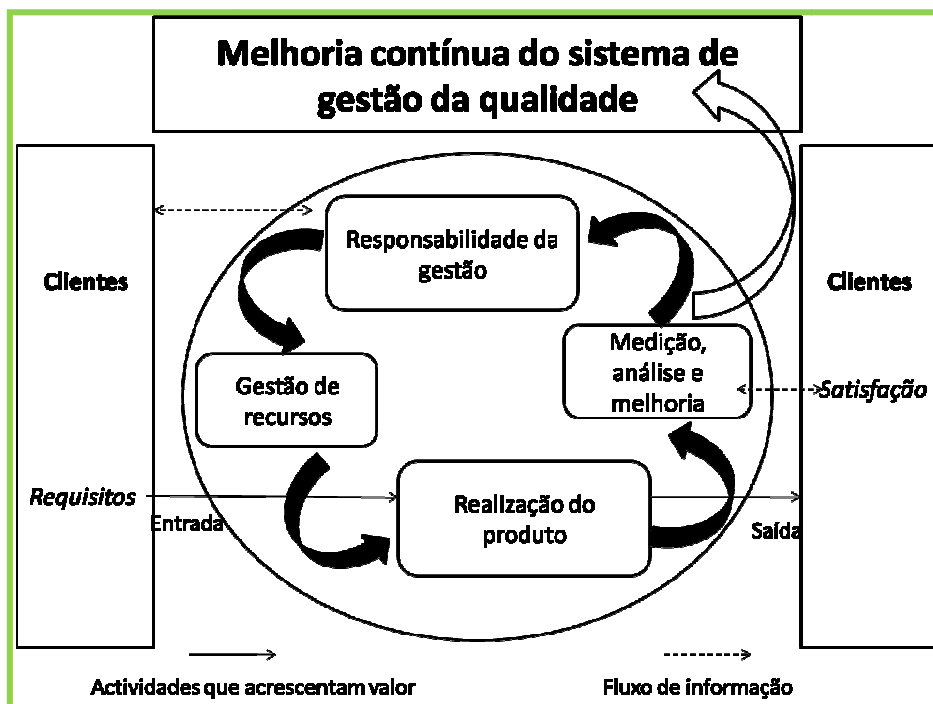 Melhoria contínua do sistema de
gestão da qualidade
Clientes
Responsabilidade da
gestão
Clientes
Gestão de
recursos
Medição,
análise e
melhoria
Satisfação
Requisitos
Entrada
Realização do
produto
Saída
Actividades que acrescentam valor
Fluxo de informação